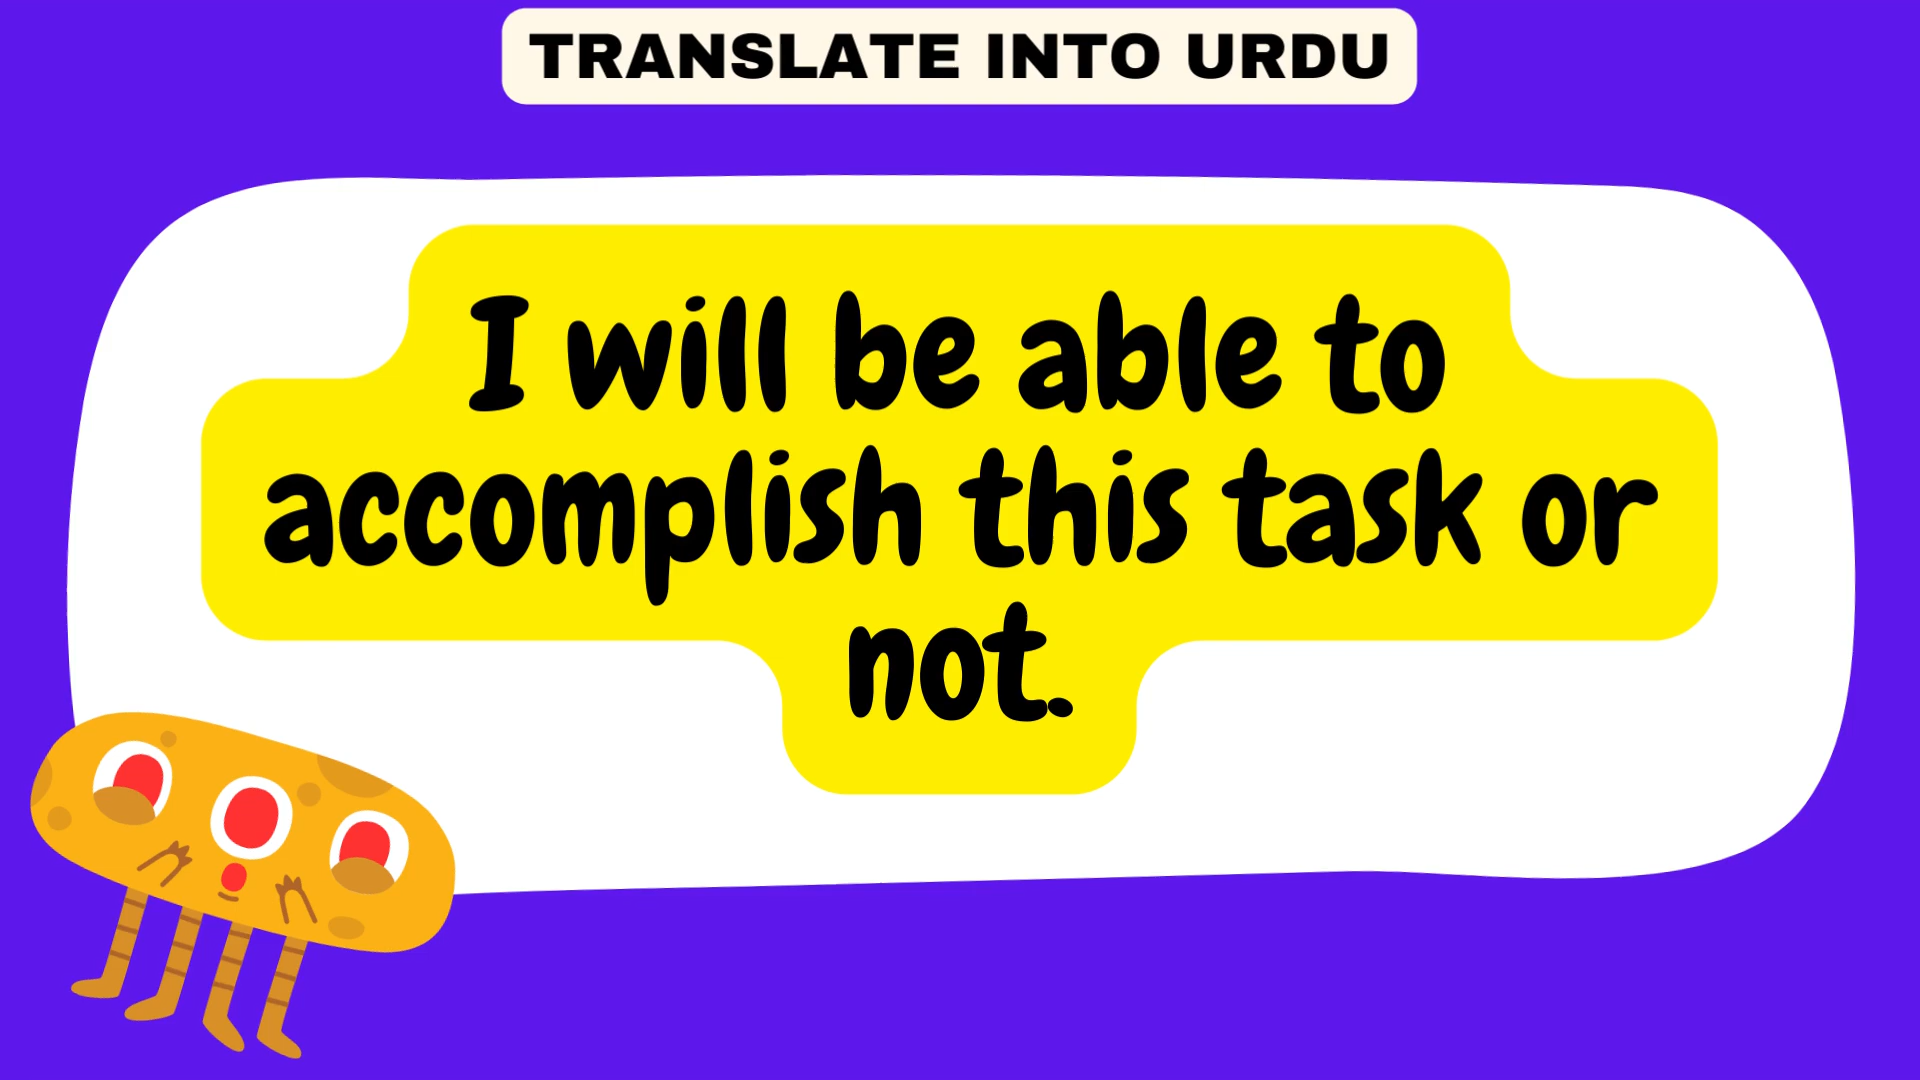 TRANSLATE INTO URDU
I will be able to
accomplish this task or
not.